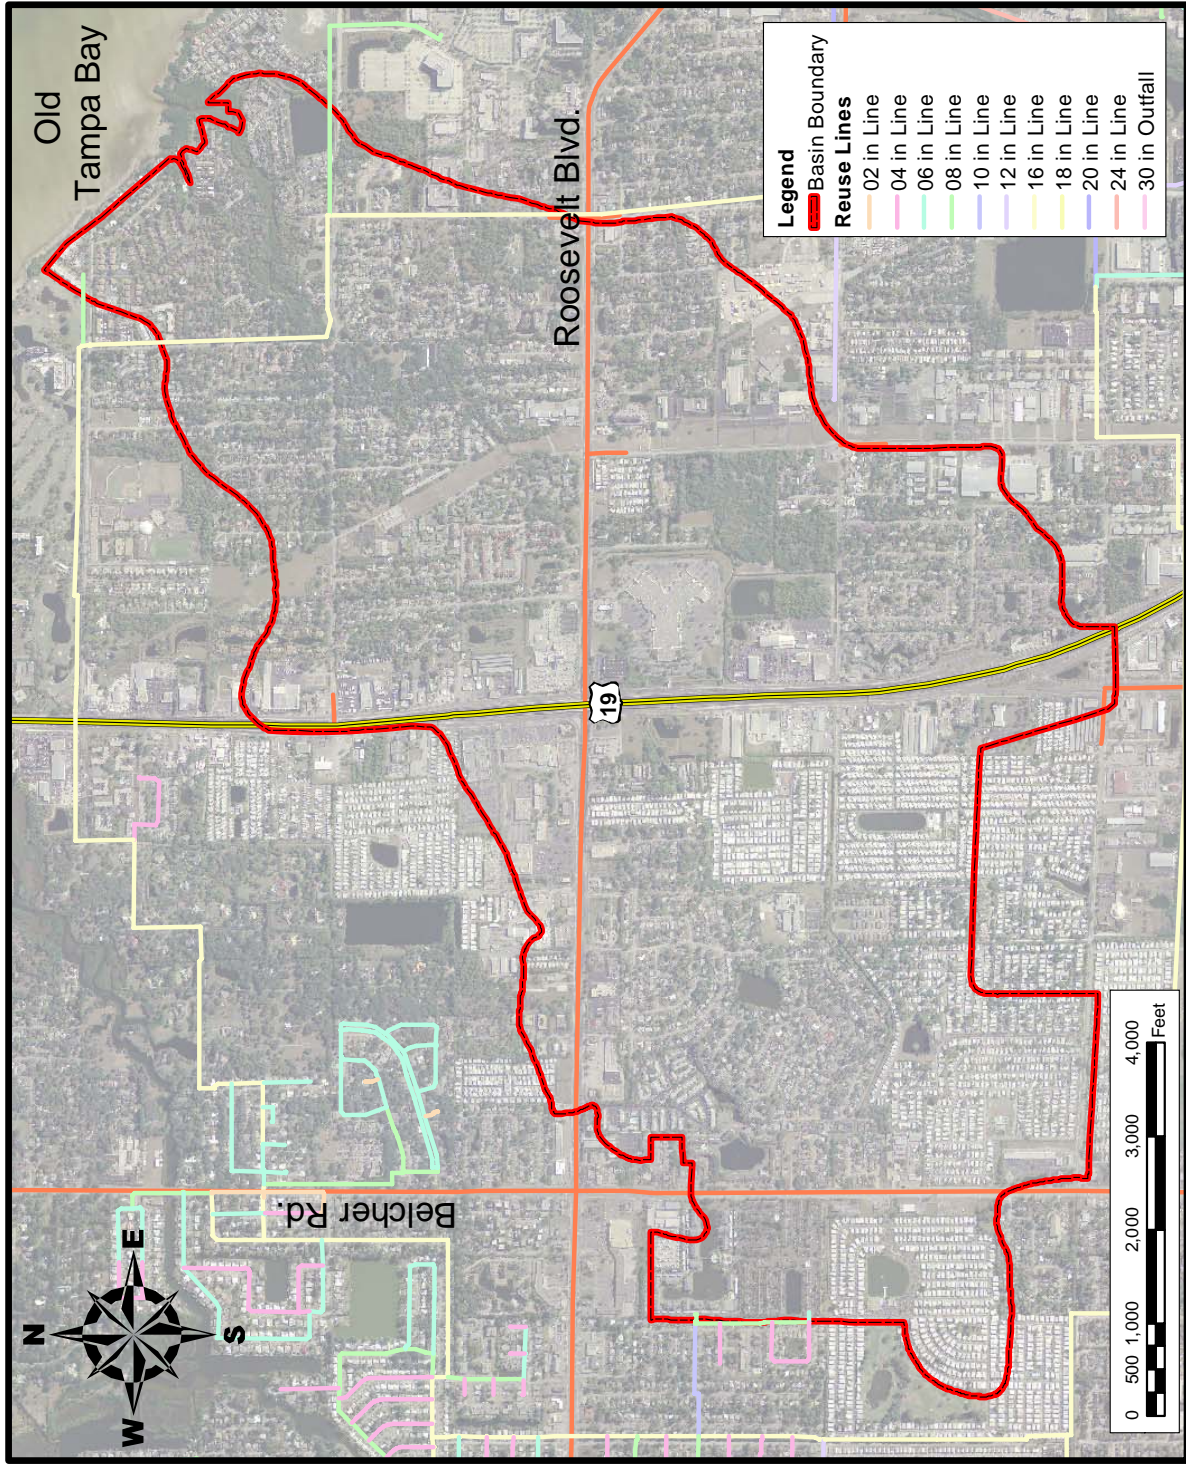 Old
Tampa Bay
Roosevelt Blvd.
19
Belcher Rd.
N
W
E
S
Legend
Basin Boundary
Reuse Lines
02 in Line
04 in Line
06 in Line
08 in Line
10 in Line
12 in Line
16 in Line
18 in Line
20 in Line
24 in Line
30 in Outfall
0 500 1,000 2,000 3,000 4,000
Feet